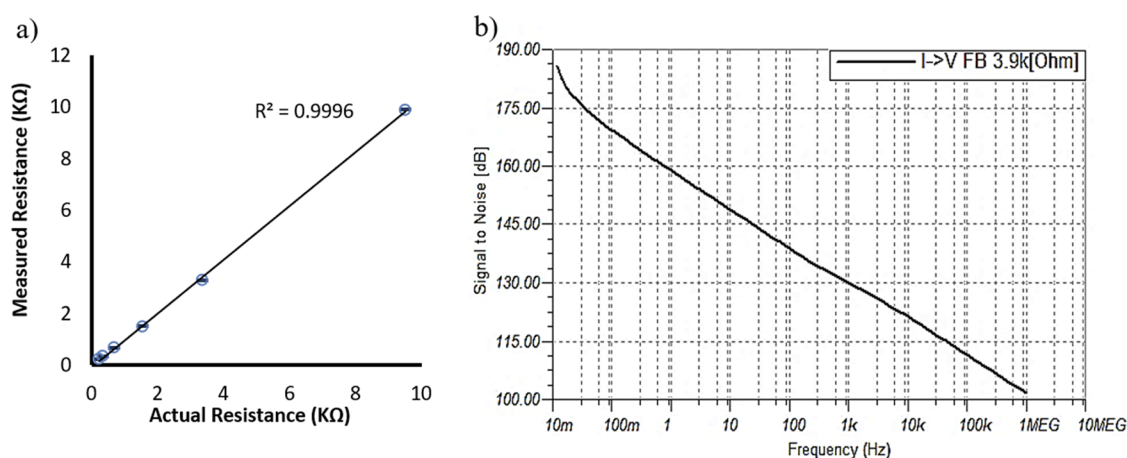 a)
12
10
8
6
4
2
0
Measured Resistance (KΩ)
R² = 0.9996
0 2 4 6 8 10
Actual Resistance (KΩ)
b)
190.00
175.00
160.00
145.00
130.00
115.00
100.00
Signal to Noise [dB]
I->V FB 3.9k[Ohm]
10m 100m 1 10 100 1k 10k 100k 1MEG 10MEG
Frequency (Hz)